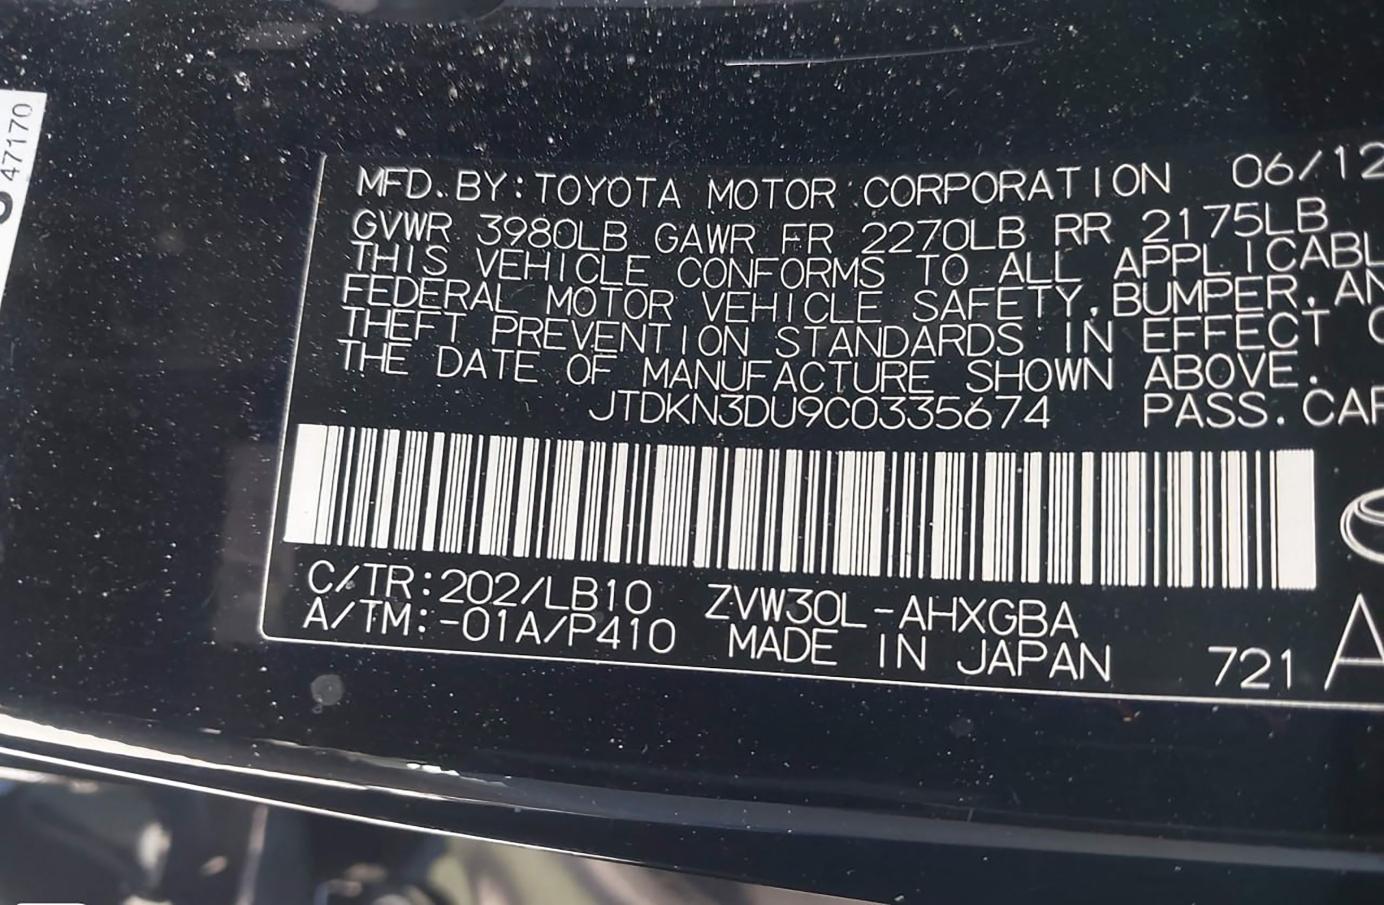 47170
MFD.BY:TOYOTA MOTOR CORPORATION 06/12
GVWR 3980LB GAWR FR 2270LB RR 2175LB
THIS VEHICLE CONFORMS TO ALL APPLICABL
FEDERAL MOTOR VEHICLE SAFETY, BUMPER, AN
THEFT PREVENTION STANDARDS IN EFFECT
THE DATE OF MANUFACTURE SHOWN ABOVE.
JTDKN3DU9C0335674 PASS.CAR
C/TR:202/LB10 ZVW30L-AHXGBA
A/TM:-01A/P410 MADE IN JAPAN 721 A